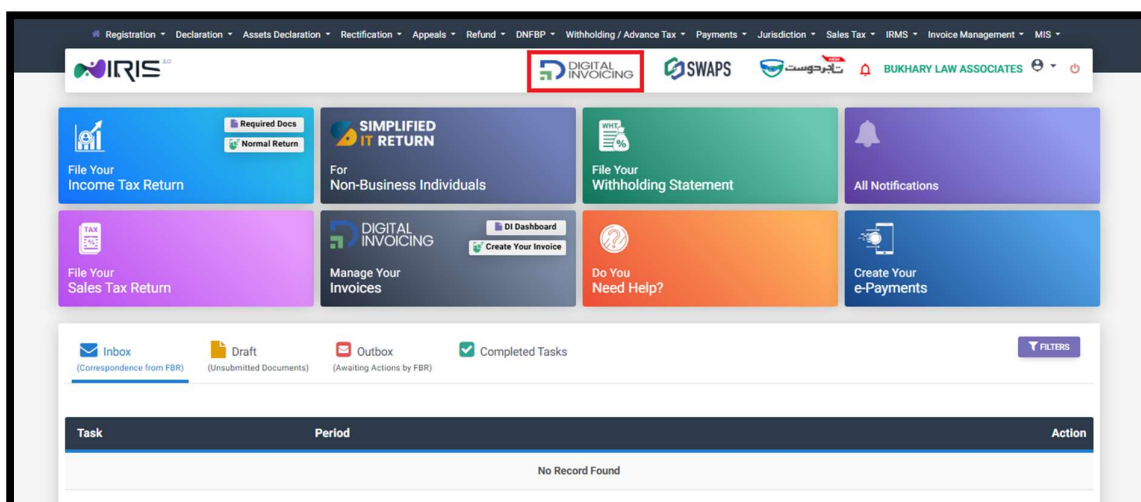 Registration Declaration Assets Declaration Rectification Appeals Refund DNFBP Withholding / Advance Tax Payments Jurisdiction Sales Tax IRMS Invoice Management MIS
IRIS 2.0
DIGITAL INVOICING
SWAPS
تاجر دوست
NEW
BUKHARY LAW ASSOCIATES
Required Docs
Normal Return
File Your
Income Tax Return
SIMPLIFIED
IT RETURN
For
Non-Business Individuals
WHT
File Your
Withholding Statement
All Notifications
TAX
File Your
Sales Tax Return
DIGITAL
INVOICING
DI Dashboard
Create Your Invoice
Manage Your
Invoices
Do You
Need Help?
Create Your
e-Payments
Inbox
(Correspondence from FBR)
Draft
(Unsubmitted Documents)
Outbox
(Awaiting Actions by FBR)
Completed Tasks
FILTERS
Task Period Action
No Record Found